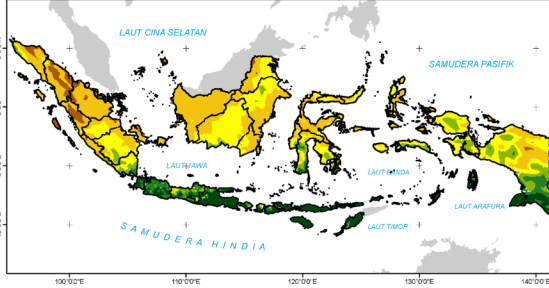 LAUT CINA SELATAN
SAMUDERA PASIFIK
LAUT JAWA
LAUT BANDA
LAUT ARAFURA
LAUT TIMOR
SAMUDERA HINDIA
100°0'0"E
110°0'0"E
120°0'0"E
130°0'0"E
140°0'0"E